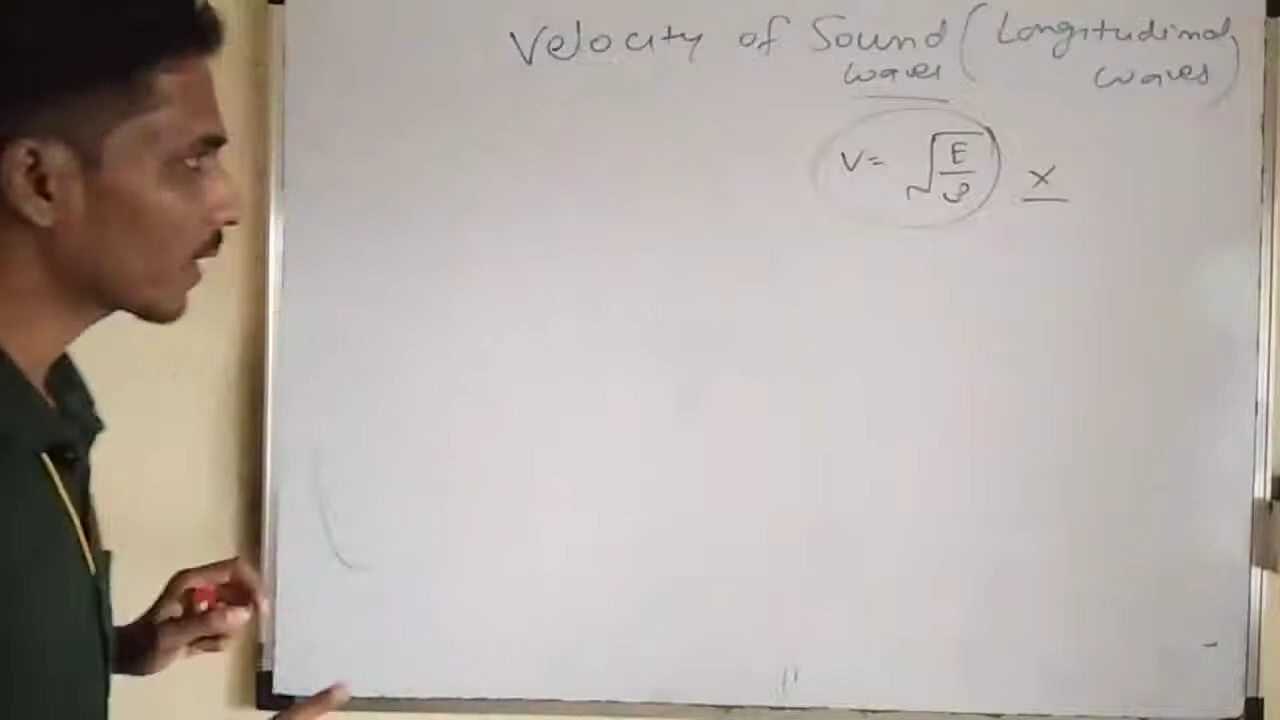 Velocity of Sound (Longitudinal
waves waves)
V= √E/ρ x